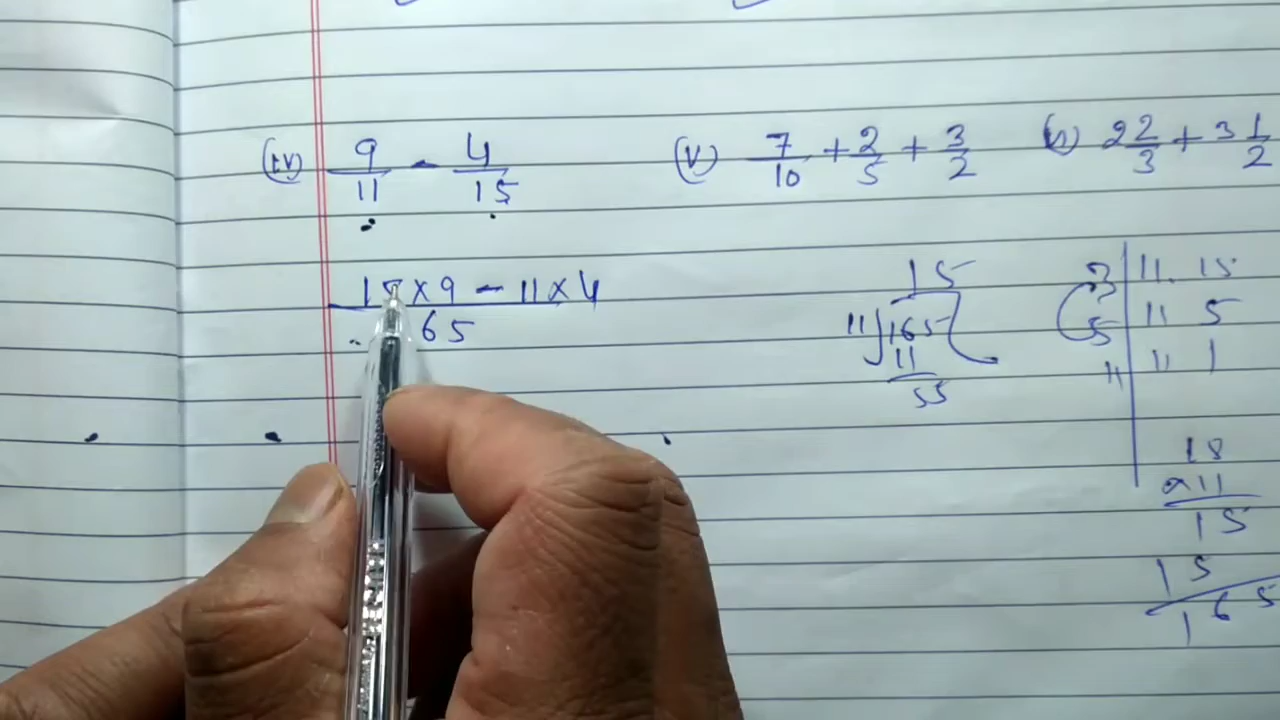 (iv) 9/11 - 4/15
(v) 7/10 + 2/5 + 3/2
2 2/3 + 3 1/2
15 × 9 - 11 × 4
65
15
11 ) 165
11
55
3 | 11 . 15
5 | 11 5
11 | 11 1
15
× 11
15
15
165